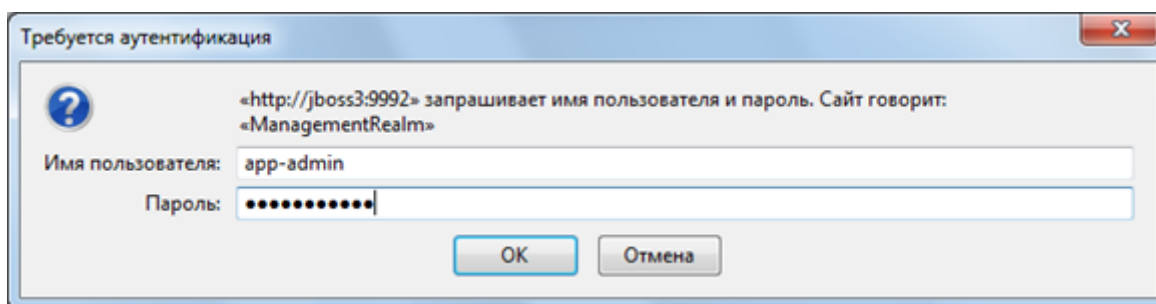 Требуется аутентификация
«http://jboss3:9992» запрашивает имя пользователя и пароль. Сайт говорит:
«ManagementRealm»
Имя пользователя: app-admin
Пароль: ●●●●●●●●●●●
OK Отмена